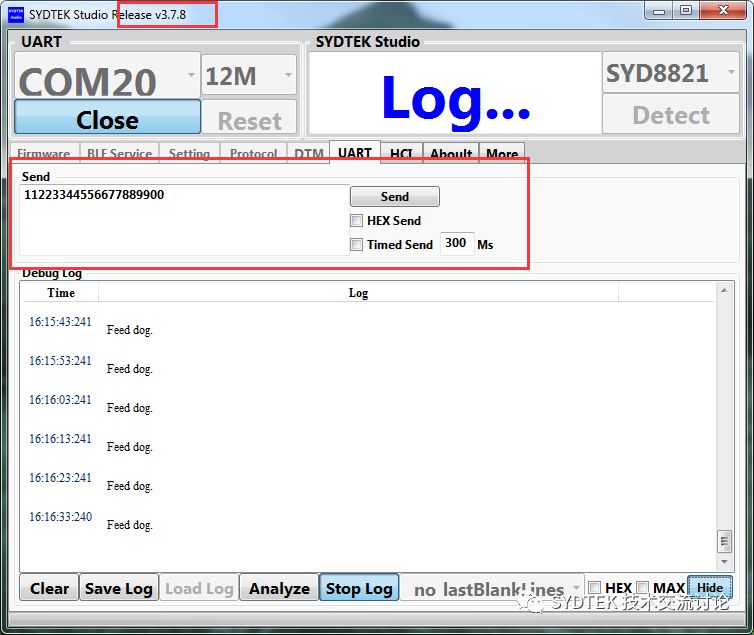 SYDTEK studio
SYDTEK Studio Release v3.7.8
UART
SYDTEK Studio
COM20
12M
Log...
SYD8821
Close
Reset
Detect
Firmware BLE Service Setting Protocol DTM UART HCI Aboult More
Send
11223344556677889900
Send
HEX Send
Timed Send 300 Ms
Debug Log
Time Log
16:15:43:241 Feed dog.
16:15:53:241 Feed dog.
16:16:03:241 Feed dog.
16:16:13:241 Feed dog.
16:16:23:241 Feed dog.
16:16:33:240 Feed dog.
Clear Save Log Load Log Analyze Stop Log no lastBlankLines HEX MAX Hide
SYDTEK 技术交流讨论